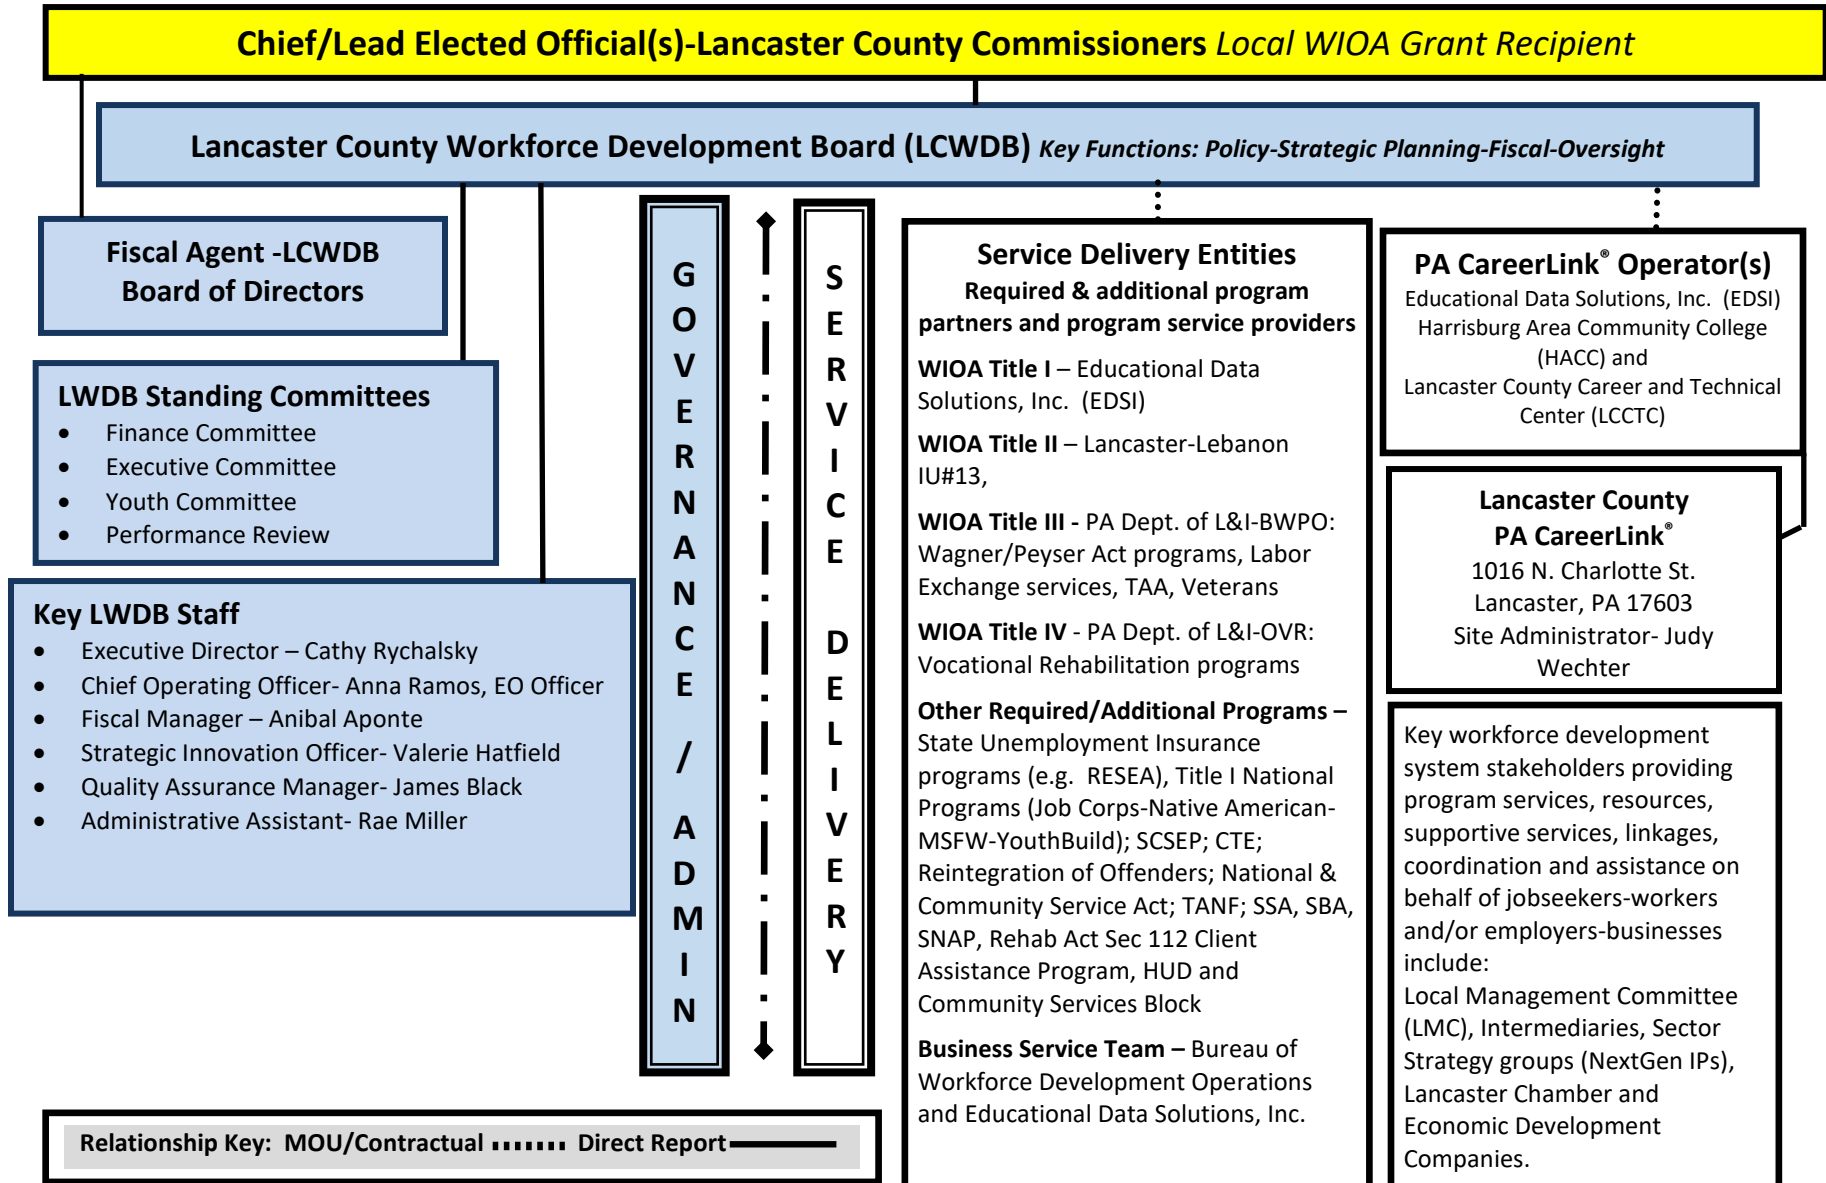 Chief/Lead Elected Official(s)-Lancaster County Commissioners Local WIOA Grant Recipient
Lancaster County Workforce Development Board (LCWDB) Key Functions: Policy-Strategic Planning-Fiscal-Oversight
Fiscal Agent -LCWDB
Board of Directors
LWDB Standing Committees
• Finance Committee
• Executive Committee
• Youth Committee
• Performance Review
Key LWDB Staff
• Executive Director – Cathy Rychalsky
• Chief Operating Officer- Anna Ramos, EO Officer
• Fiscal Manager – Anibal Aponte
• Strategic Innovation Officer- Valerie Hatfield
• Quality Assurance Manager- James Black
• Administrative Assistant- Rae Miller
GOVERNANCE / ADMIN
SERVICE DELIVERY
Service Delivery Entities
Required & additional program
partners and program service providers
WIOA Title I – Educational Data
Solutions, Inc. (EDSI)
WIOA Title II – Lancaster-Lebanon
IU#13,
WIOA Title III - PA Dept. of L&I-BWPO:
Wagner/Peyser Act programs, Labor
Exchange services, TAA, Veterans
WIOA Title IV - PA Dept. of L&I-OVR:
Vocational Rehabilitation programs
Other Required/Additional Programs –
State Unemployment Insurance
programs (e.g. RESEA), Title I National
Programs (Job Corps-Native American-
MSFW-YouthBuild); SCSEP; CTE;
Reintegration of Offenders; National &
Community Service Act; TANF; SSA, SBA,
SNAP, Rehab Act Sec 112 Client
Assistance Program, HUD and
Community Services Block
Business Service Team – Bureau of
Workforce Development Operations
and Educational Data Solutions, Inc.
PA CareerLink® Operator(s)
Educational Data Solutions, Inc. (EDSI)
Harrisburg Area Community College
(HACC) and
Lancaster County Career and Technical
Center (LCCTC)
Lancaster County
PA CareerLink®
1016 N. Charlotte St.
Lancaster, PA 17603
Site Administrator- Judy
Wechter
Key workforce development
system stakeholders providing
program services, resources,
supportive services, linkages,
coordination and assistance on
behalf of jobseekers-workers
and/or employers-businesses
include:
Local Management Committee
(LMC), Intermediaries, Sector
Strategy groups (NextGen IPs),
Lancaster Chamber and
Economic Development
Companies.
Relationship Key: MOU/Contractual Direct Report